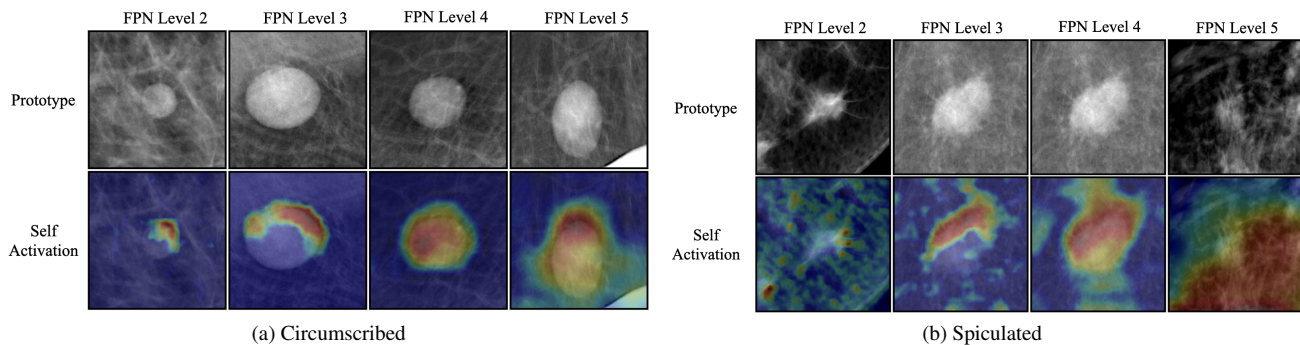 FPN Level 2 FPN Level 3 FPN Level 4 FPN Level 5
Prototype
Self
Activation
(a) Circumscribed
FPN Level 2 FPN Level 3 FPN Level 4 FPN Level 5
Prototype
Self
Activation
(b) Spiculated